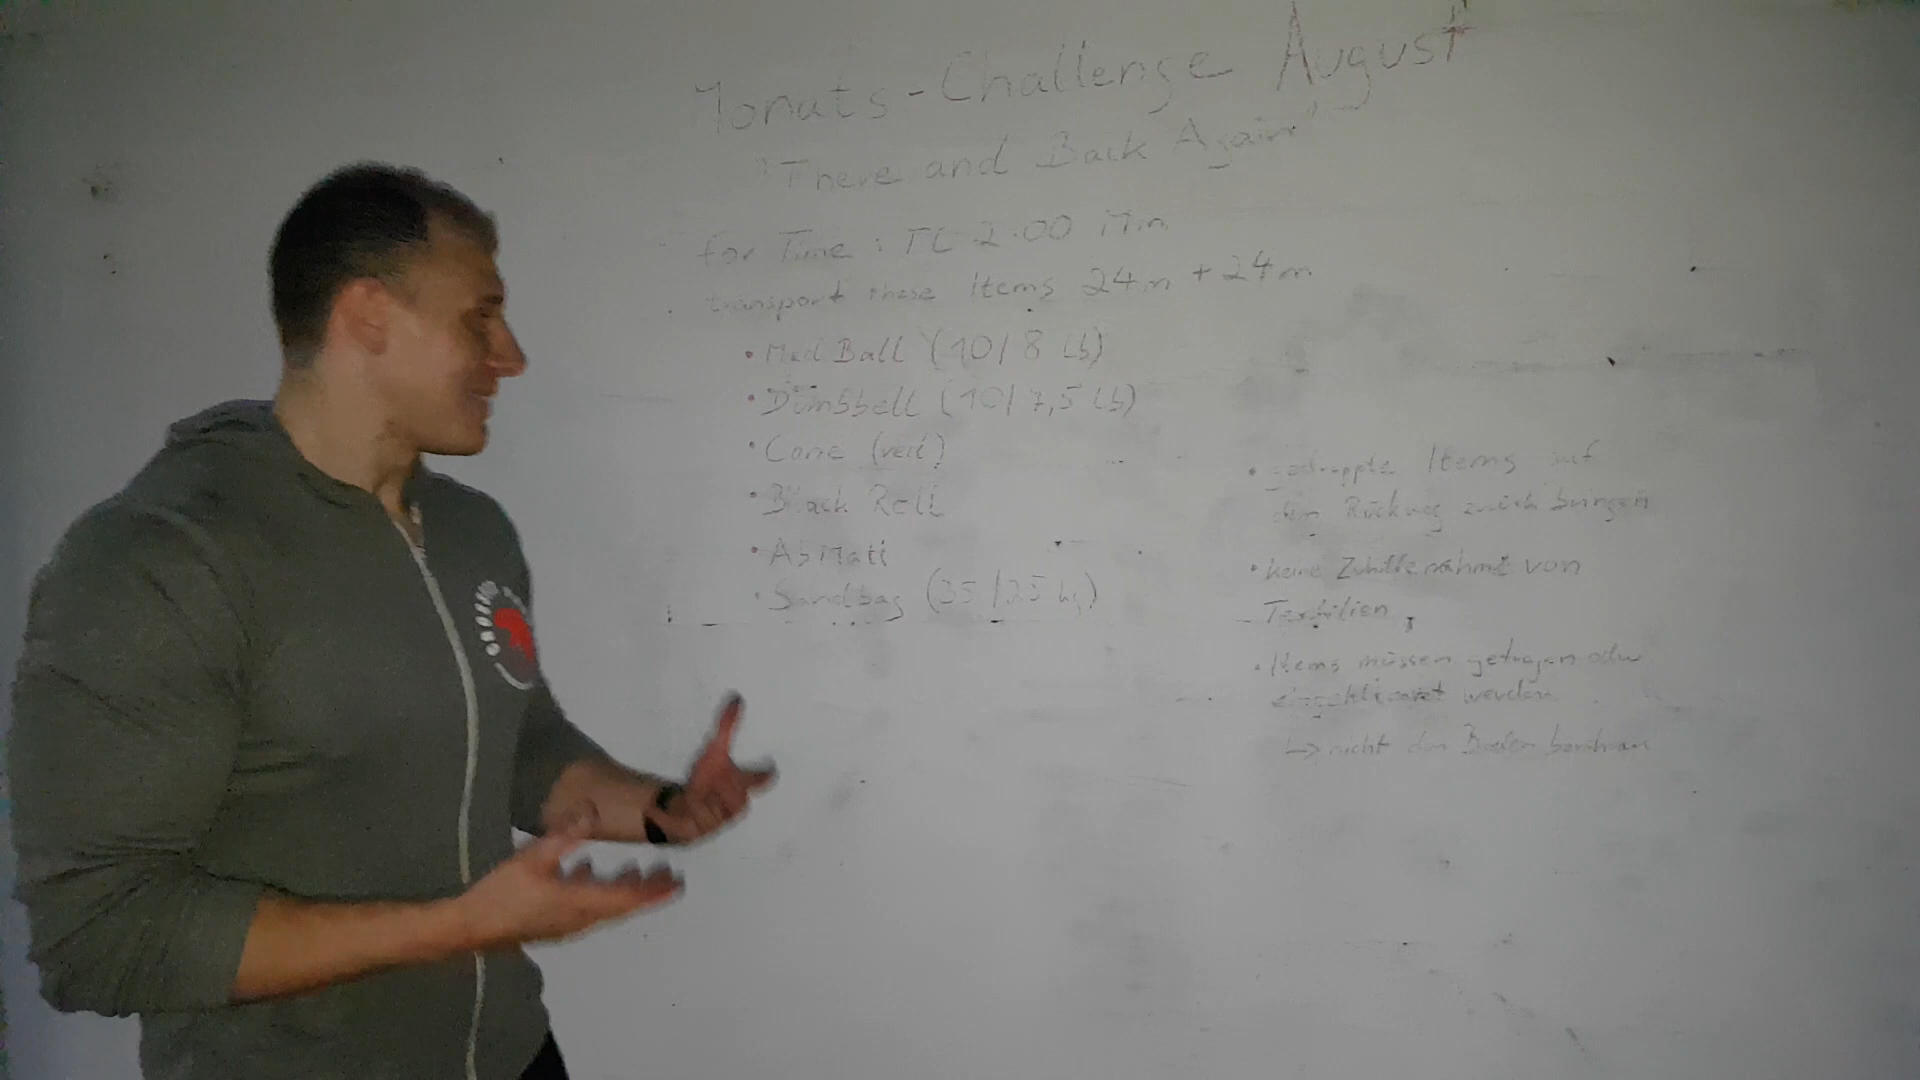 Monats-Challenge August
"There and Back Again"
for Time: TC 2:00 Min
transport these Items 24m + 24m
• Med Ball (10/8 Lb)
• Dumbbell (10/7,5 Lb)
• Cone
• Black Roll
• AbMatt
• Sandbag (35/25 kg)
• gedroppte Items auf
dem Rückweg zurück bringen
• keine Zuhilfenahme von
Textilien
• Items müssen getragen oder
eingeklemmt werden
↳ nicht den Boden berühren